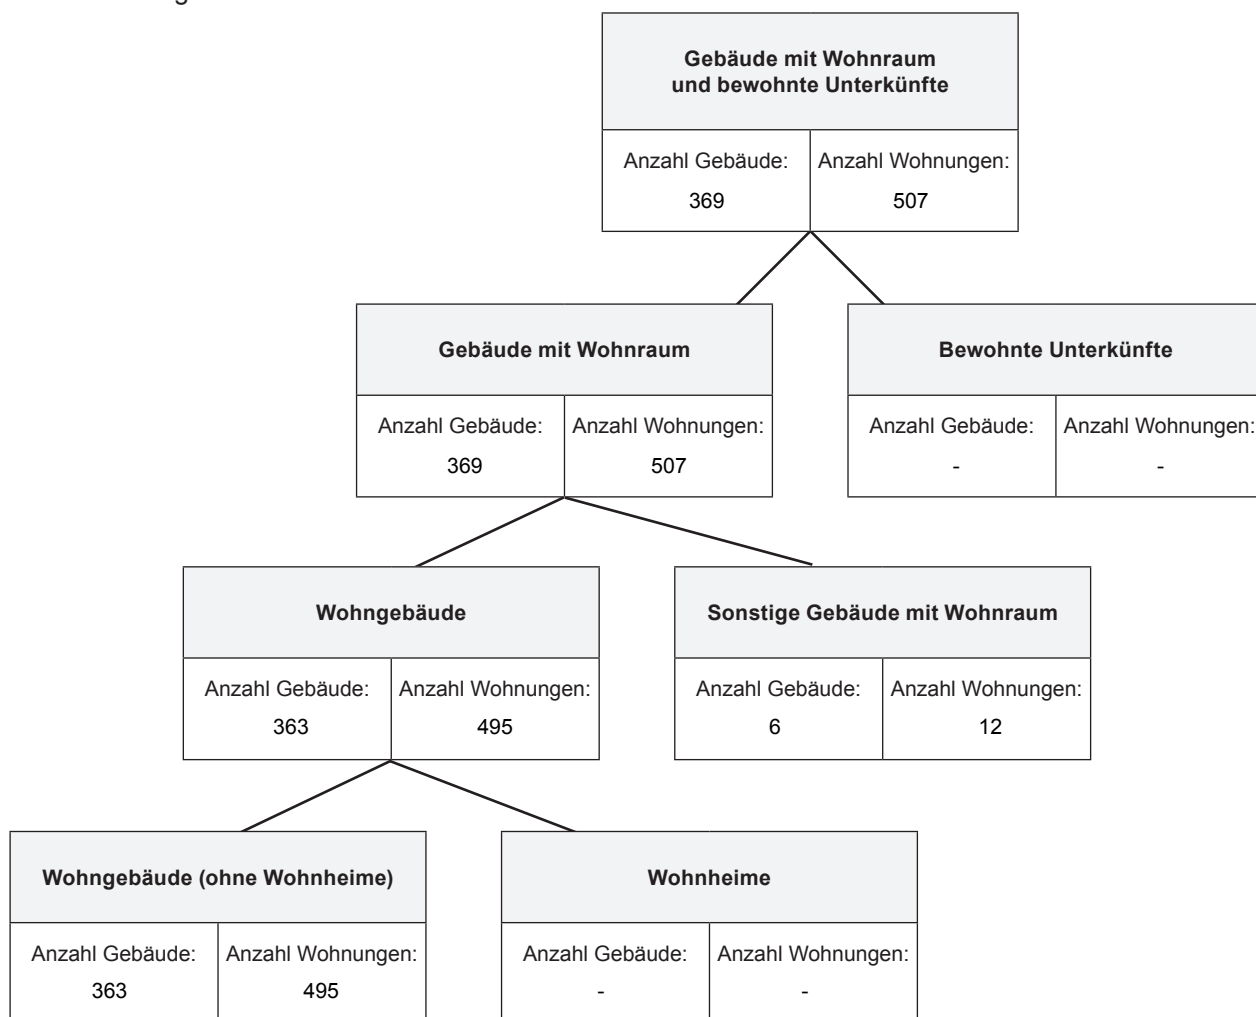 Gebäude mit Wohnraum
und bewohnte Unterkünfte
Anzahl Gebäude: Anzahl Wohnungen:
369 507
Gebäude mit Wohnraum Bewohnte Unterkünfte
Anzahl Gebäude: Anzahl Wohnungen: Anzahl Gebäude: Anzahl Wohnungen:
369 507 - -
Wohngebäude Sonstige Gebäude mit Wohnraum
Anzahl Gebäude: Anzahl Wohnungen: Anzahl Gebäude: Anzahl Wohnungen:
363 495 6 12
Wohngebäude (ohne Wohnheime) Wohnheime
Anzahl Gebäude: Anzahl Wohnungen: Anzahl Gebäude: Anzahl Wohnungen:
363 495 - -